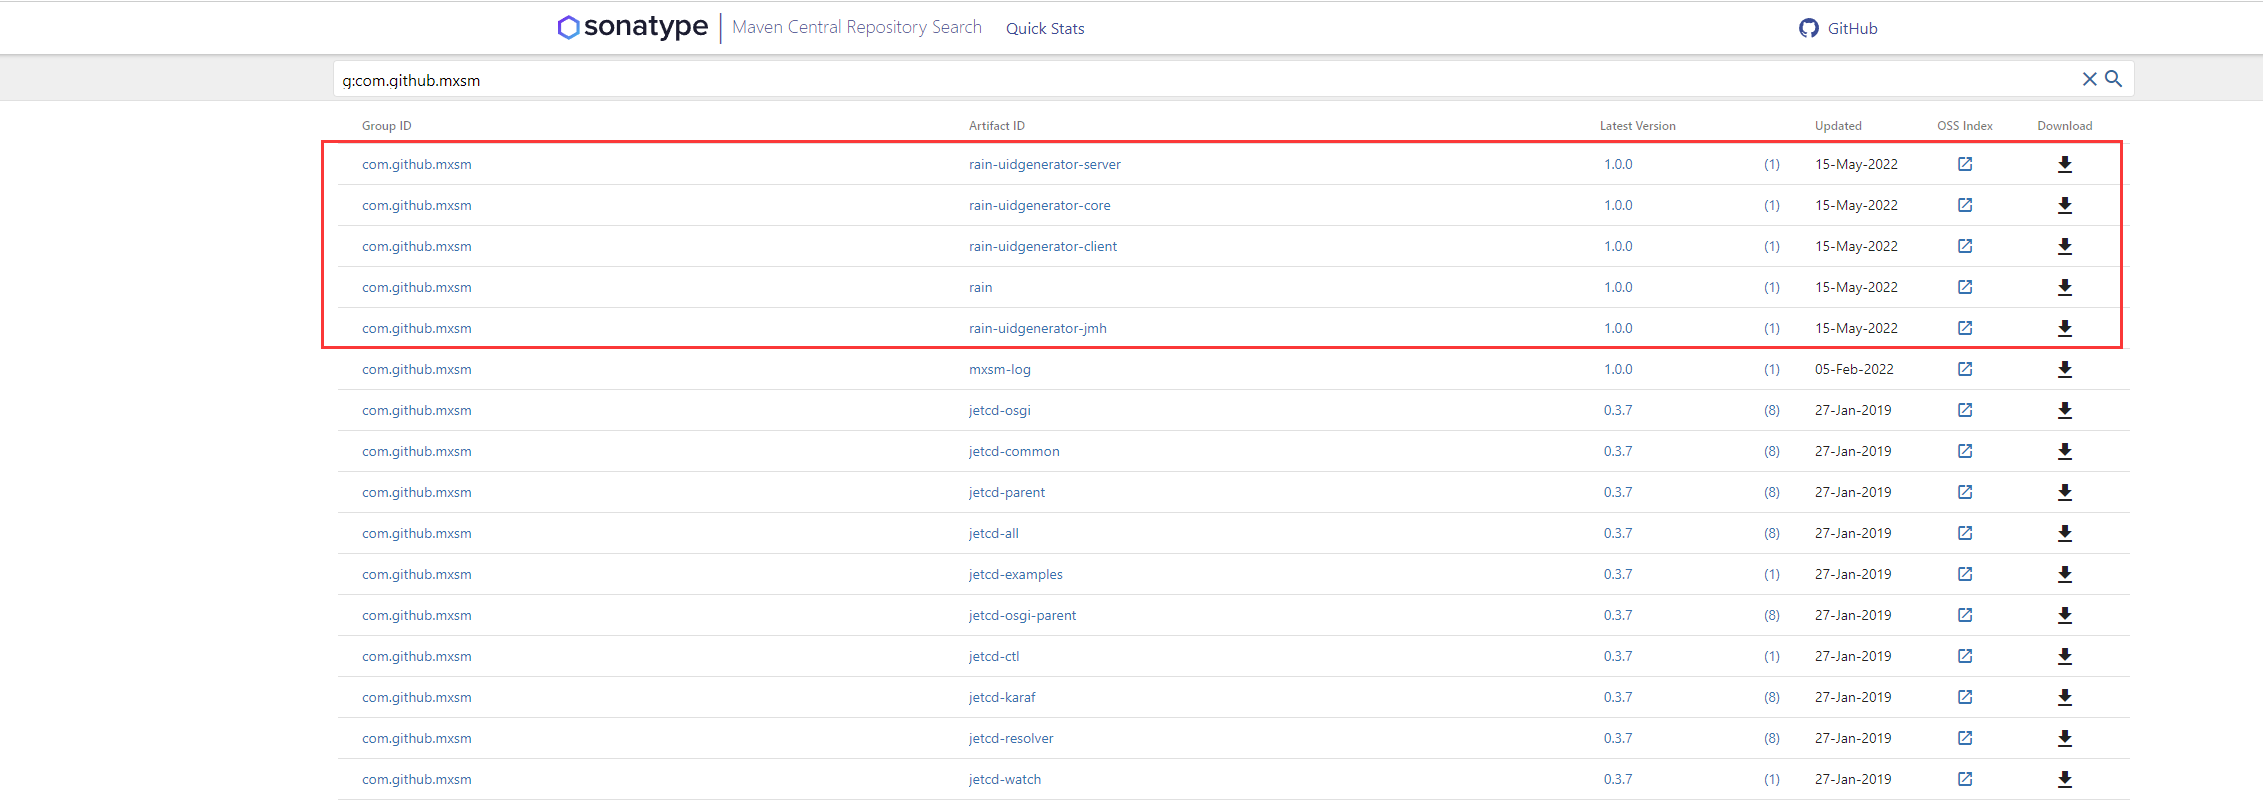 sonatype Maven Central Repository Search Quick Stats GitHub
g:com.github.mxsm
Group ID Artifact ID Latest Version Updated OSS Index Download
com.github.mxsm rain-uidgenerator-server 1.0.0 (1) 15-May-2022
com.github.mxsm rain-uidgenerator-core 1.0.0 (1) 15-May-2022
com.github.mxsm rain-uidgenerator-client 1.0.0 (1) 15-May-2022
com.github.mxsm rain 1.0.0 (1) 15-May-2022
com.github.mxsm rain-uidgenerator-jmh 1.0.0 (1) 15-May-2022
com.github.mxsm mxsm-log 1.0.0 (1) 05-Feb-2022
com.github.mxsm jetcd-osgi 0.3.7 (8) 27-Jan-2019
com.github.mxsm jetcd-common 0.3.7 (8) 27-Jan-2019
com.github.mxsm jetcd-parent 0.3.7 (8) 27-Jan-2019
com.github.mxsm jetcd-all 0.3.7 (8) 27-Jan-2019
com.github.mxsm jetcd-examples 0.3.7 (1) 27-Jan-2019
com.github.mxsm jetcd-osgi-parent 0.3.7 (8) 27-Jan-2019
com.github.mxsm jetcd-ctl 0.3.7 (1) 27-Jan-2019
com.github.mxsm jetcd-karaf 0.3.7 (8) 27-Jan-2019
com.github.mxsm jetcd-resolver 0.3.7 (8) 27-Jan-2019
com.github.mxsm jetcd-watch 0.3.7 (1) 27-Jan-2019